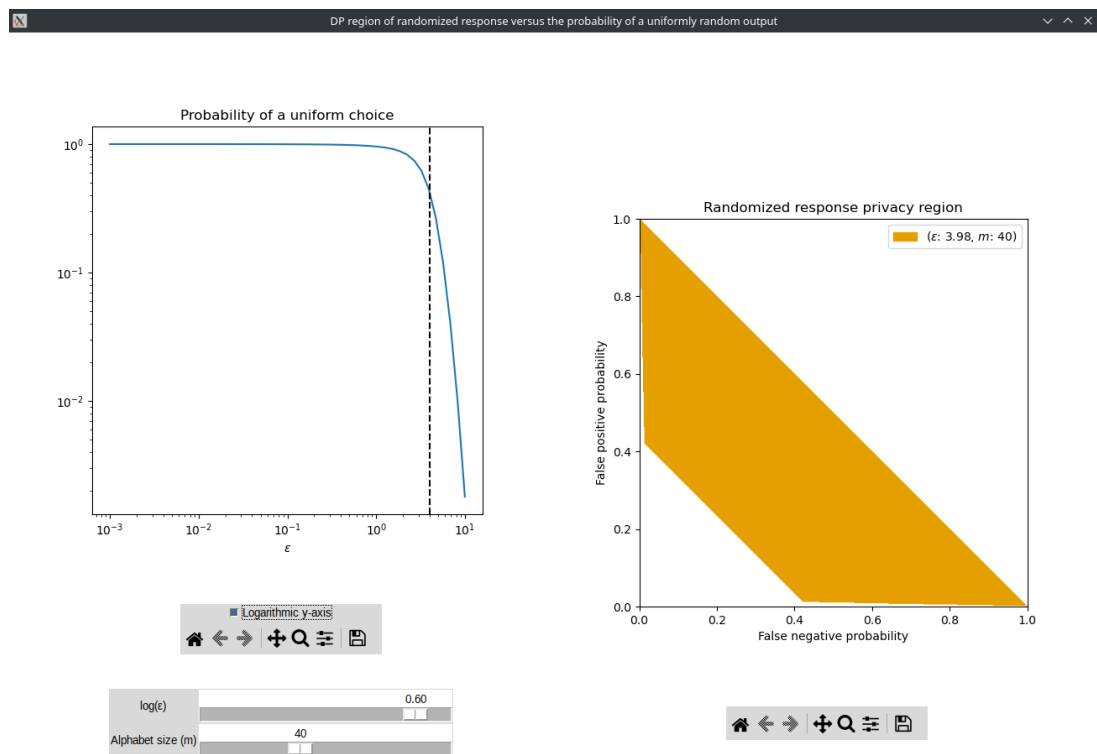 DP region of randomized response versus the probability of a uniformly random output
Probability of a uniform choice
10⁰
10⁻¹
10⁻²
10⁻³ 10⁻² 10⁻¹ 10⁰ 10¹
ε
Logarithmic y-axis
log(ε) 0.60
Alphabet size (m) 40
Randomized response privacy region
(ε: 3.98, m: 40)
False positive probability
1.0
0.8
0.6
0.4
0.2
0.0
0.0 0.2 0.4 0.6 0.8 1.0
False negative probability